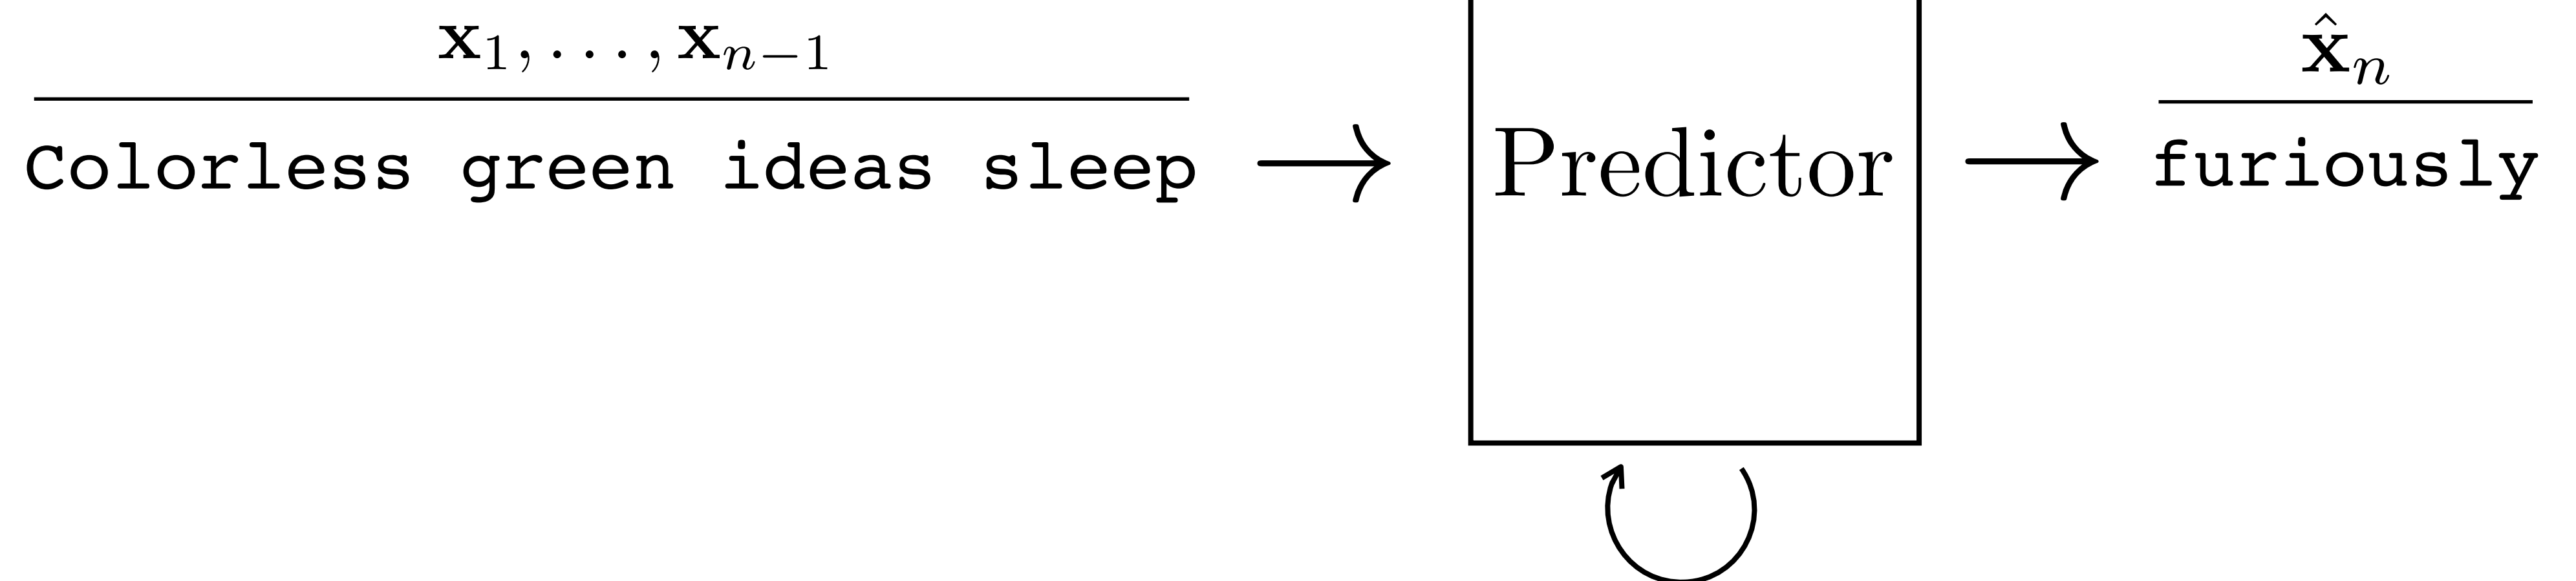 x₁, . . . , xₙ₋₁
x̂ₙ
Colorless green ideas sleep
Predictor
furiously